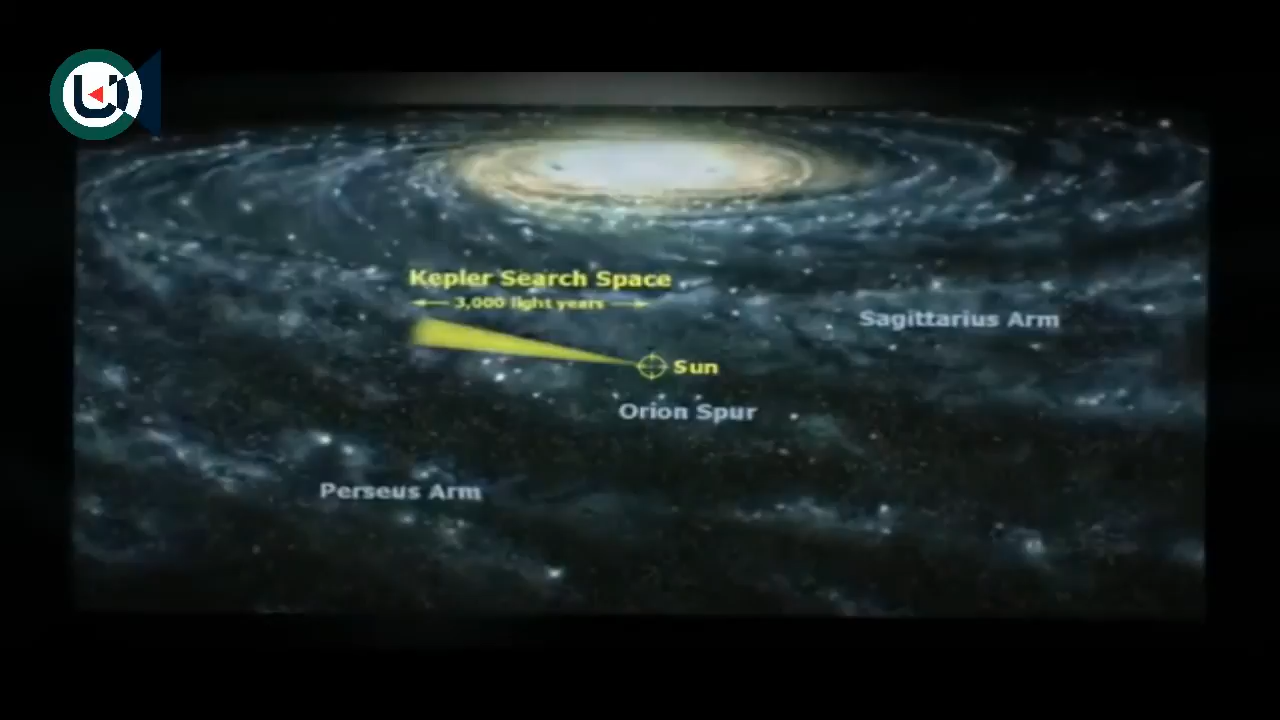 Kepler Search Space
3,000 light years
Sagittarius Arm
Sun
Orion Spur
Perseus Arm